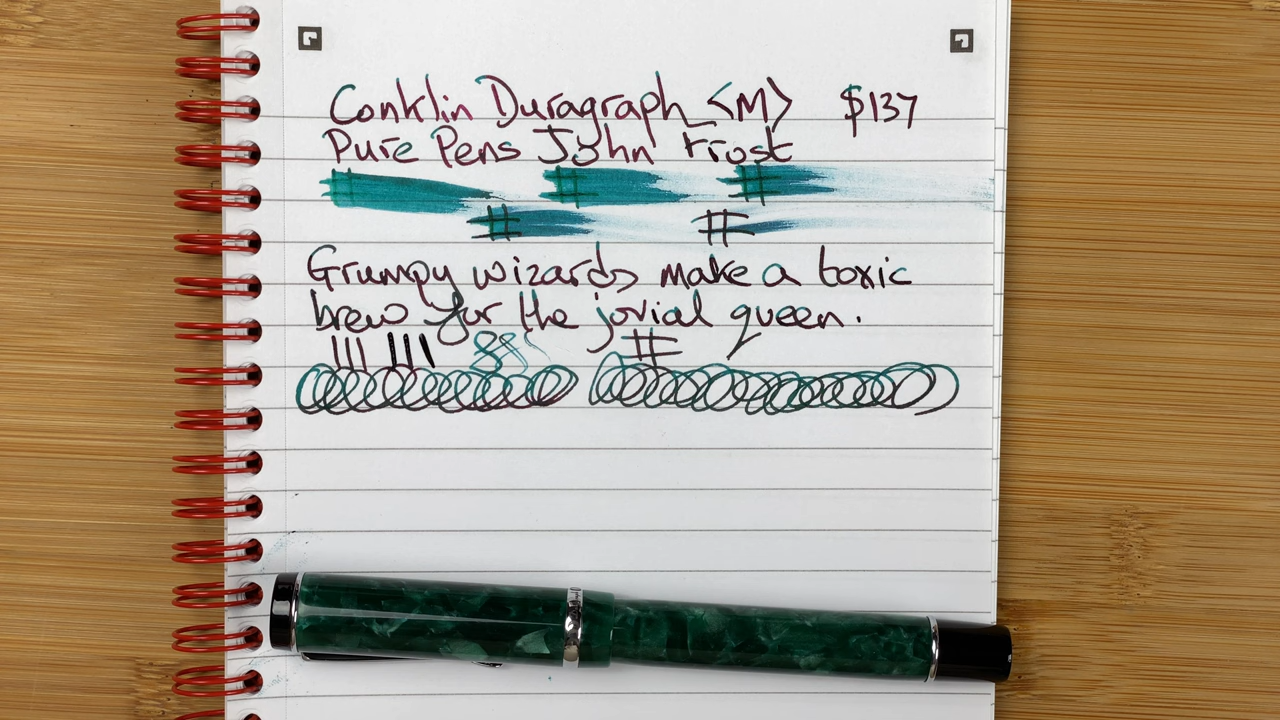 Conklin Duragraph <M> $137
Pure Pens John Frost
# # #
# #
Grumpy wizards make a toxic
brew for the jovial queen.